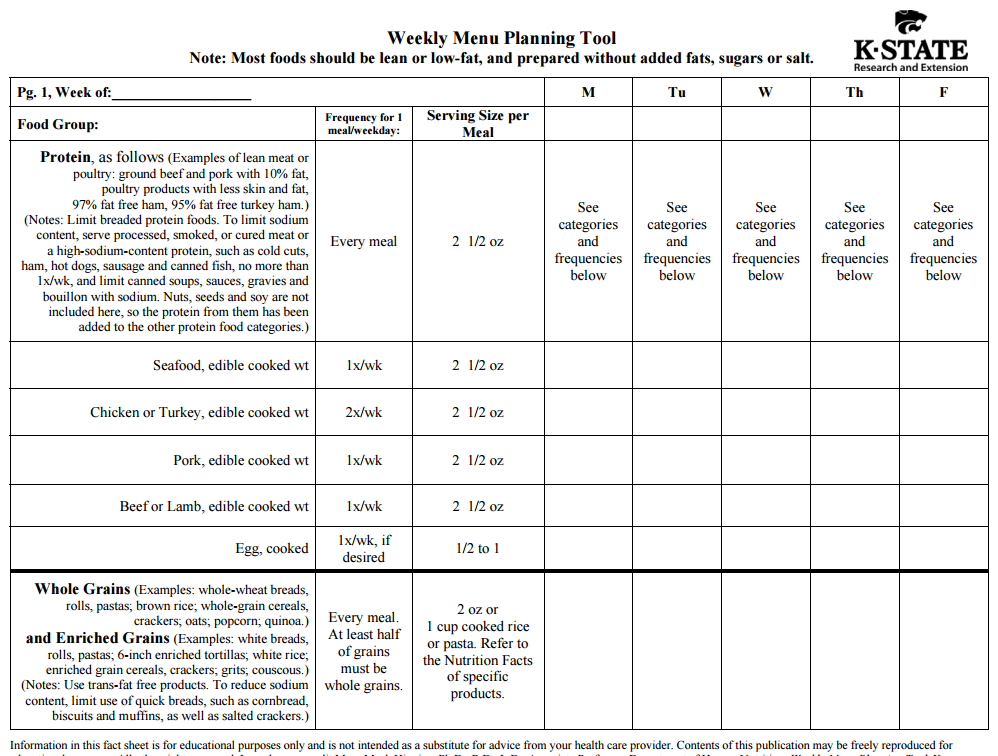 Weekly Menu Planning Tool
Note: Most foods should be lean or low-fat, and prepared without added fats, sugars or salt.
K-STATE
Research and Extension
Pg. 1, Week of:____________________
M
Tu
W
Th
F
Food Group:
Frequency for 1
meal/weekday:
Serving Size per
Meal
Protein, as follows (Examples of lean meat or
poultry: ground beef and pork with 10% fat,
poultry products with less skin and fat,
97% fat free ham, 95% fat free turkey ham.)
(Notes: Limit breaded protein foods. To limit sodium
content, serve processed, smoked, or cured meat or
a high-sodium-content protein, such as cold cuts,
ham, hot dogs, sausage and canned fish, no more than
1x/wk, and limit canned soups, sauces, gravies and
bouillon with sodium. Nuts, seeds and soy are not
included here, so the protein from them has been
added to the other protein food categories.)
Every meal
2 1/2 oz
See
categories
and
frequencies
below
See
categories
and
frequencies
below
See
categories
and
frequencies
below
See
categories
and
frequencies
below
See
categories
and
frequencies
below
Seafood, edible cooked wt
1x/wk
2 1/2 oz
Chicken or Turkey, edible cooked wt
2x/wk
2 1/2 oz
Pork, edible cooked wt
1x/wk
2 1/2 oz
Beef or Lamb, edible cooked wt
1x/wk
2 1/2 oz
Egg, cooked
1x/wk, if
desired
1/2 to 1
Whole Grains (Examples: whole-wheat breads,
rolls, pastas; brown rice; whole-grain cereals,
crackers; oats; popcorn; quinoa.)
and Enriched Grains (Examples: white breads,
rolls, pastas; 6-inch enriched tortillas; white rice;
enriched grain cereals, crackers; grits; couscous.)
(Notes: Use trans-fat free products. To reduce sodium
content, limit use of quick breads, such as cornbread,
biscuits and muffins, as well as salted crackers.)
Every meal.
At least half
of grains
must be
whole grains.
2 oz or
1 cup cooked rice
or pasta. Refer to
the Nutrition Facts
of specific
products.
Information in this fact sheet is for educational purposes only and is not intended as a substitute for advice from your health care provider. Contents of this publication may be freely reproduced for